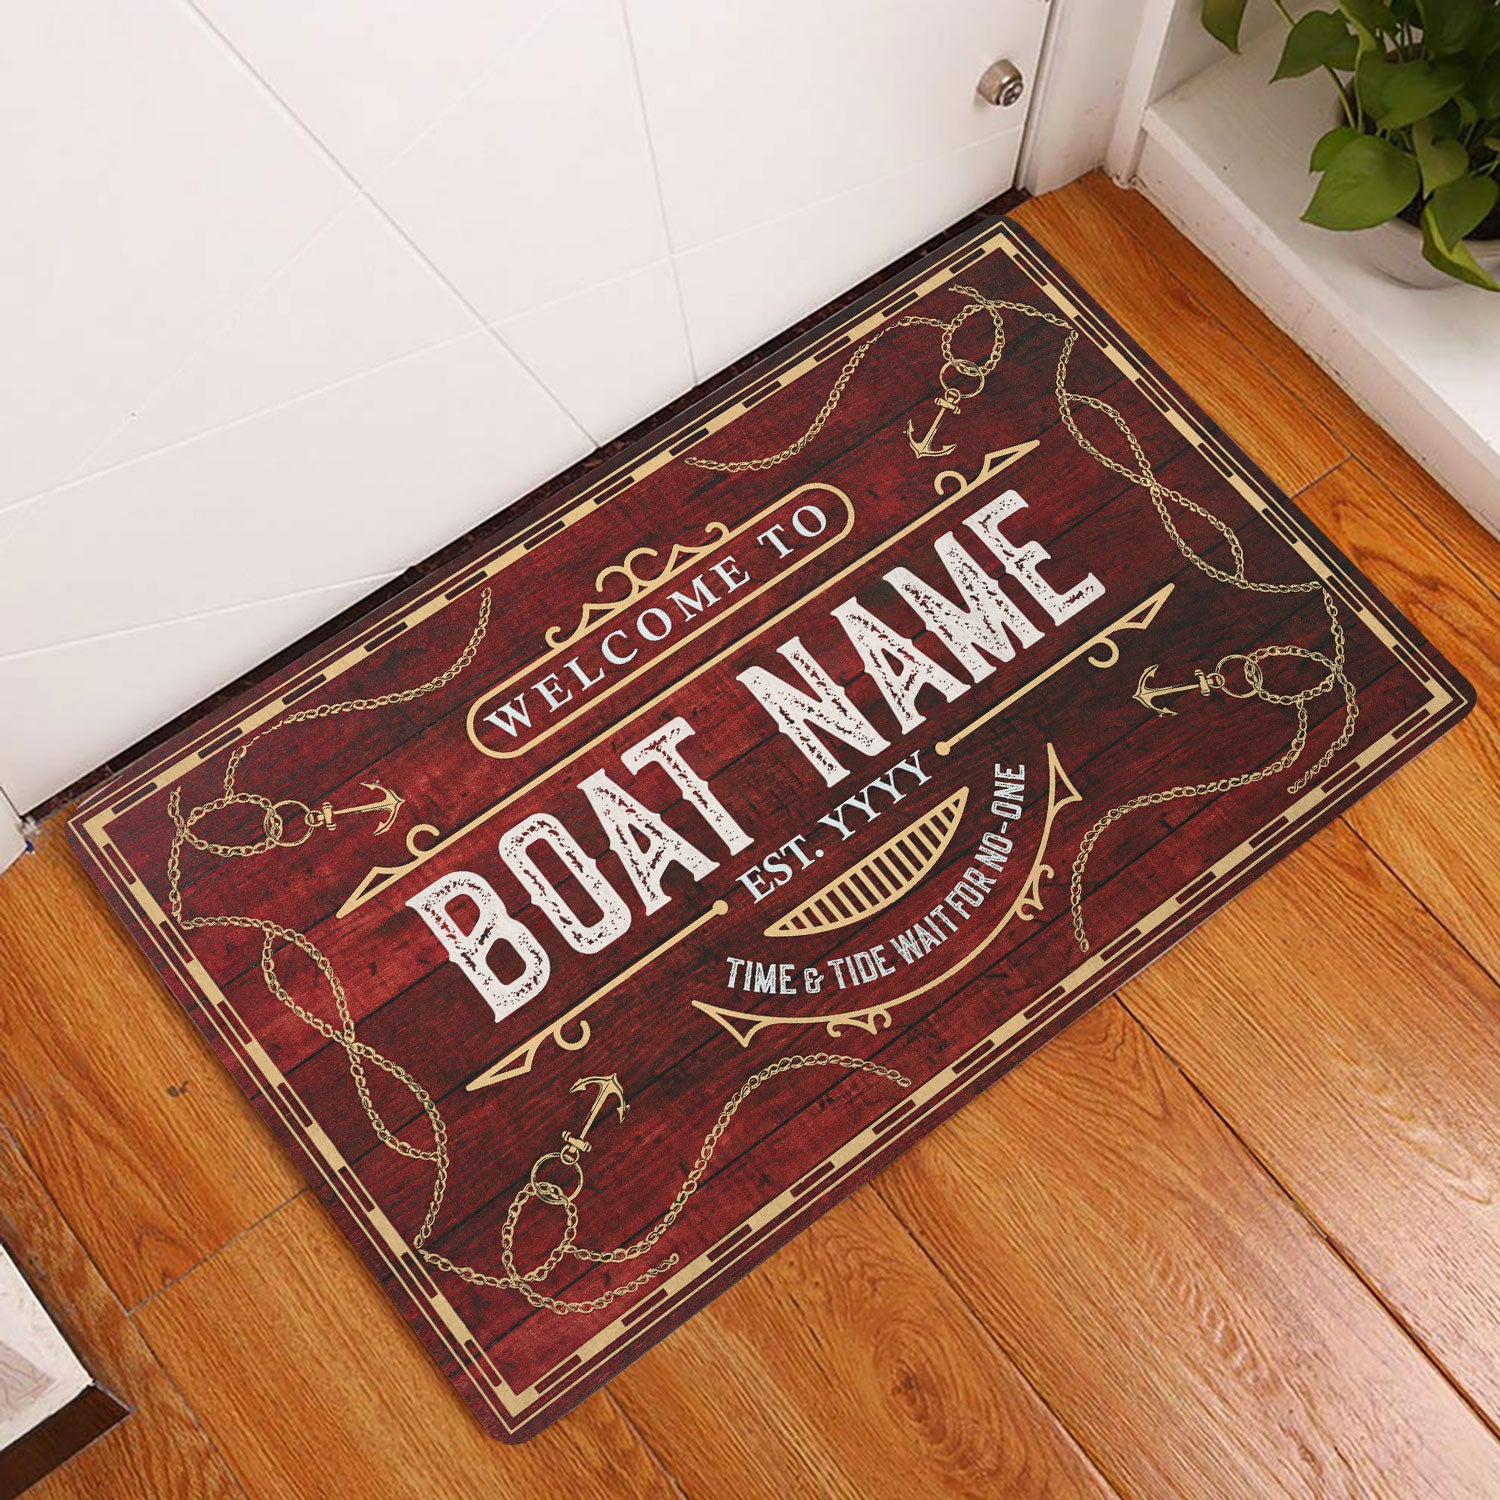 WELCOME TO
BOAT NAME
EST. YYYY
TIME & TIDE WAIT FOR NO-ONE